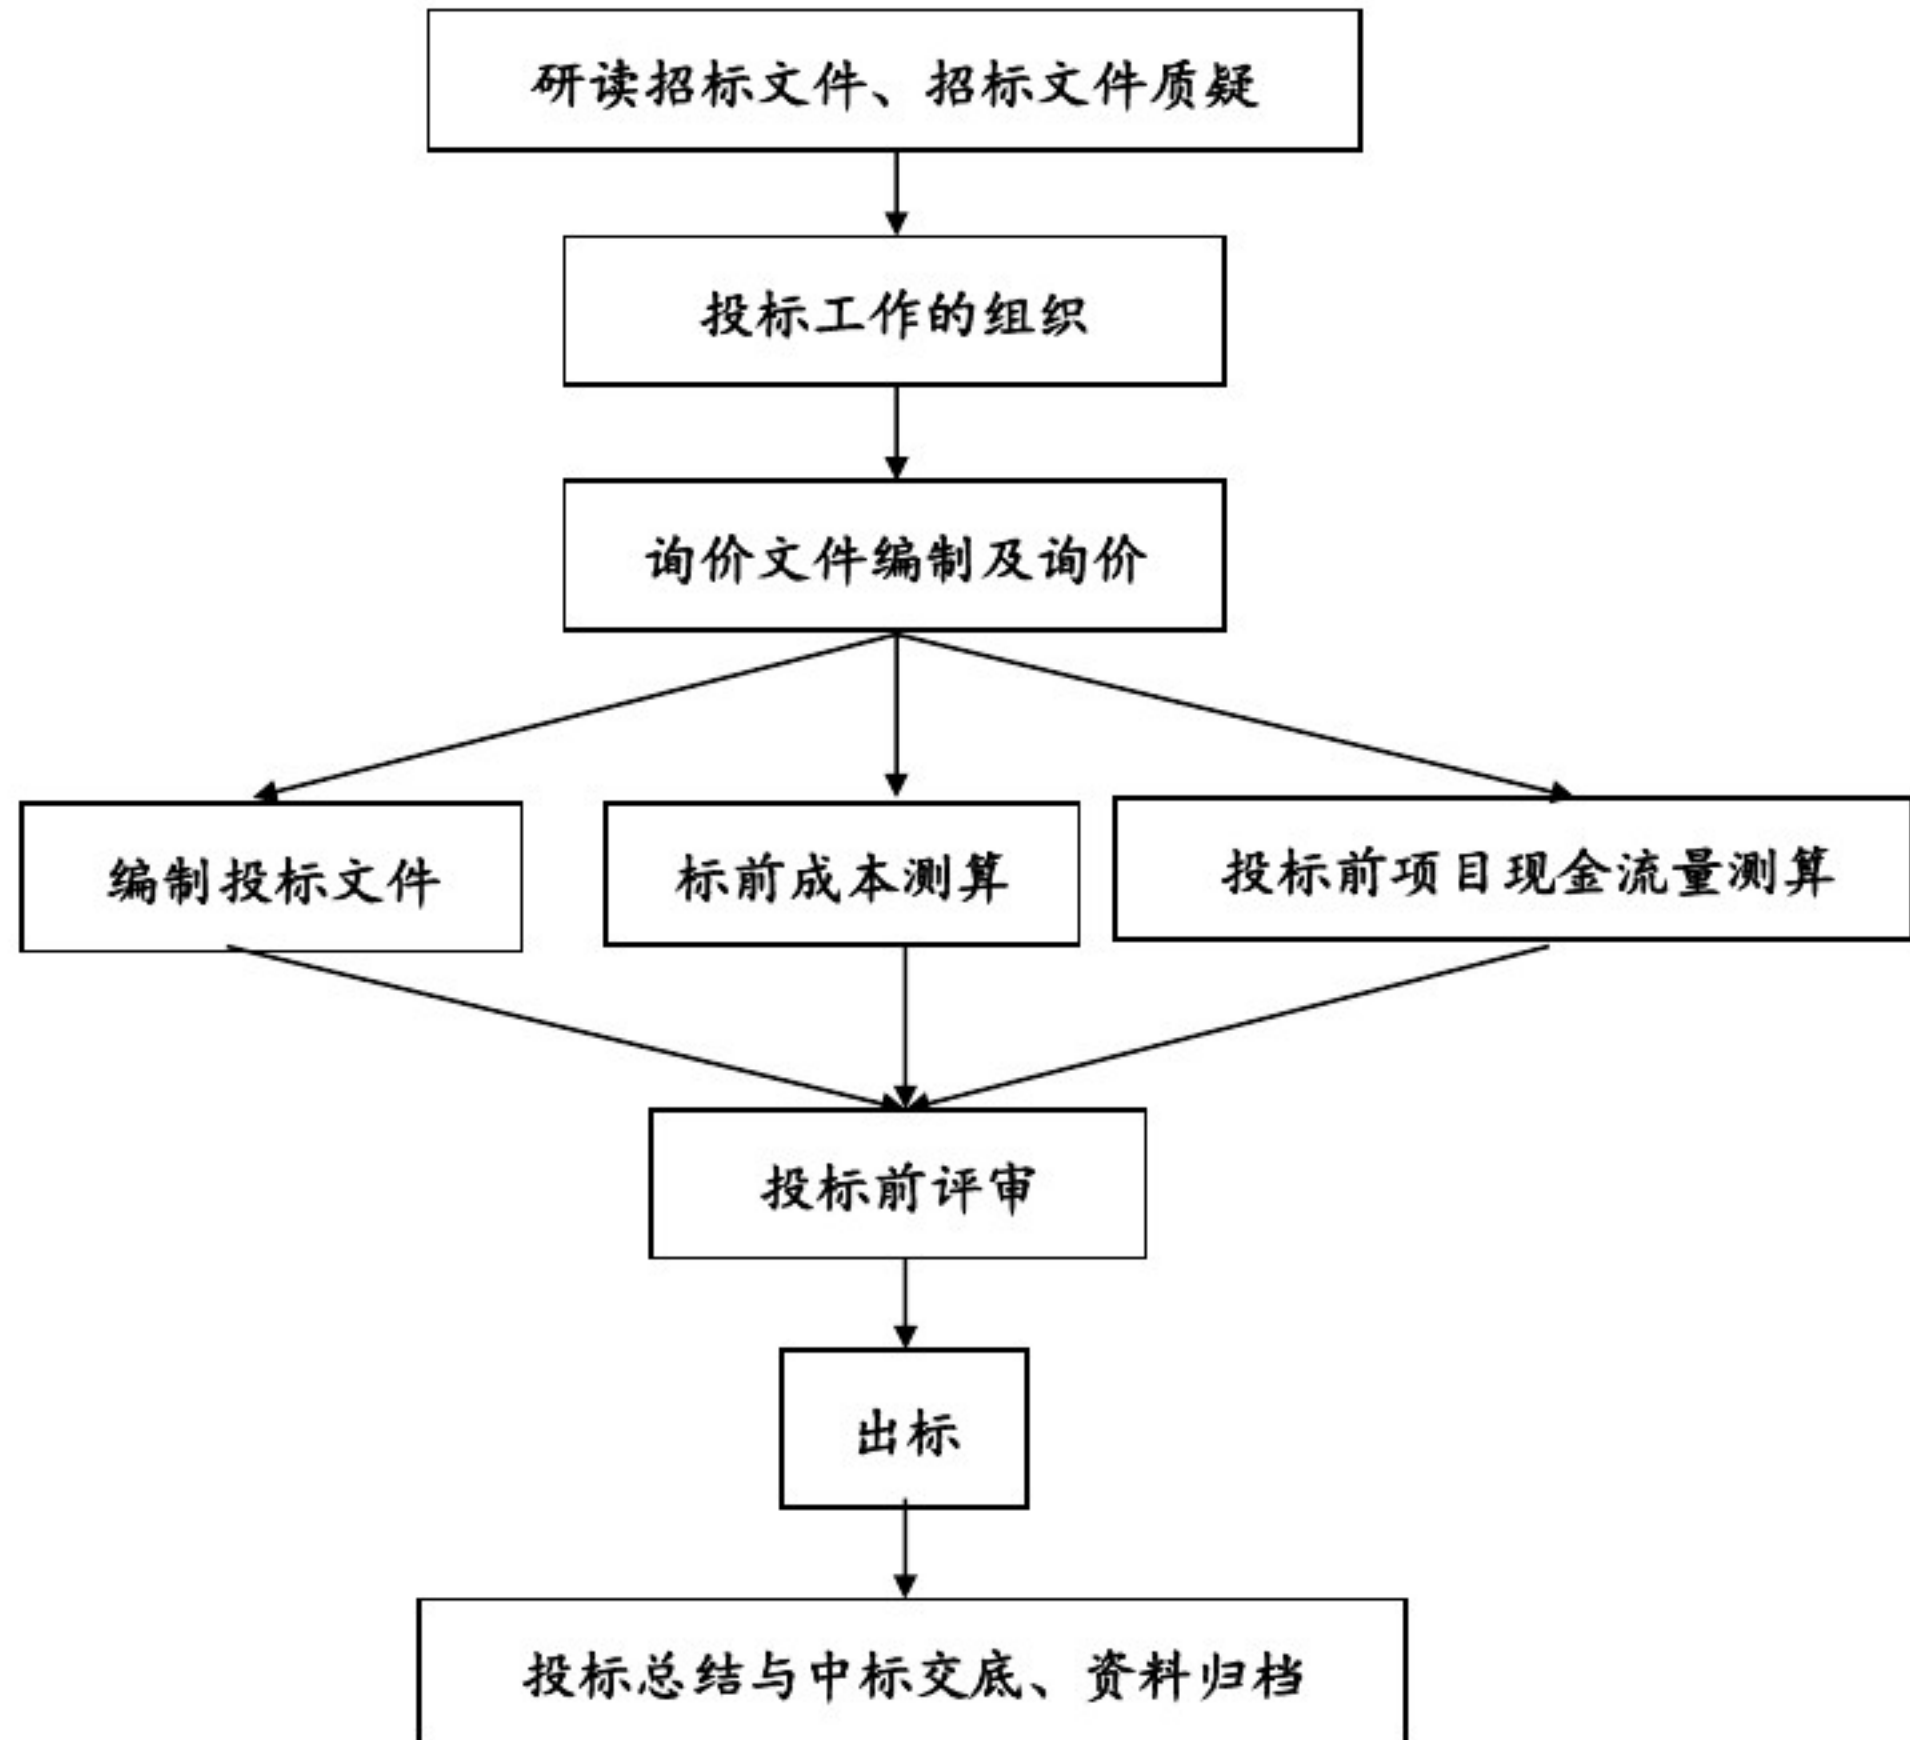 研读招标文件、招标文件质疑
投标工作的组织
询价文件编制及询价
编制投标文件
标前成本测算
投标前项目现金流量测算
投标前评审
出标
投标总结与中标交底、资料归档